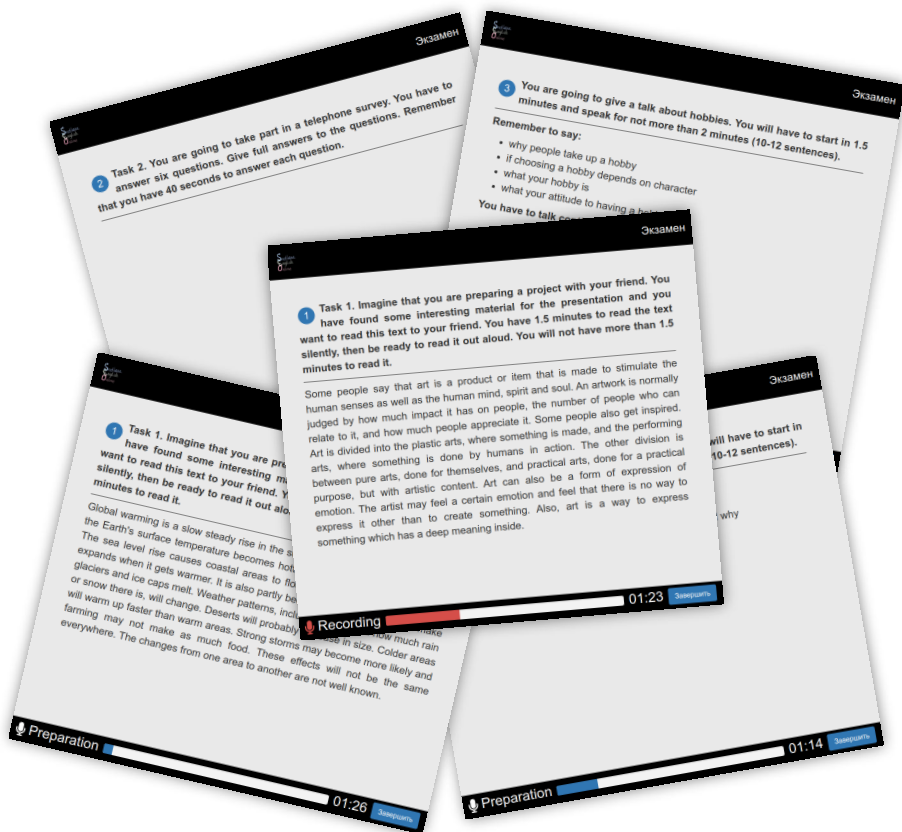 Экзамен
2 Task 2. You are going to take part in a telephone survey. You have to
answer six questions. Give full answers to the questions. Remember
that you have 40 seconds to answer each question.
Экзамен
3 You are going to give a talk about hobbies. You will have to start in 1.5
minutes and speak for not more than 2 minutes (10-12 sentences).
Remember to say:
• why people take up a hobby
• if choosing a hobby depends on character
• what your hobby is
• what your attitude to having a
You have to talk
Экзамен
1 Task 1. Imagine that you are preparing a project with your friend. You
have found some interesting material for the presentation and you
want to read this text to your friend. You have 1.5 minutes to read the text
silently, then be ready to read it out aloud. You will not have more than 1.5
minutes to read it.
Some people say that art is a product or item that is made to stimulate the
human senses as well as the human mind, spirit and soul. An artwork is normally
judged by how much impact it has on people, the number of people who can
relate to it, and how much people appreciate it. Some people also get inspired.
Art is divided into the plastic arts, where something is made, and the performing
arts, where something is done by humans in action. The other division is
between pure arts, done for themselves, and practical arts, done for a practical
purpose, but with artistic content. Art can also be a form of expression of
emotion. The artist may feel a certain emotion and feel that there is no way to
express it other than to create something. Also, art is a way to express
something which has a deep meaning inside.
Recording 01:23 Завершить
1 Task 1. Imagine that you are
have found some interesting
want to read this text to your friend.
silently, then be ready to read it out
minutes to read it.
Global warming is a slow steady rise in the
the Earth's surface temperature becomes
The sea level rise causes coastal areas to
expands when it gets warmer. It is also partly
glaciers and ice caps melt. Weather patterns,
or snow there is, will change. Deserts will probably in size. Colder areas
will warm up faster than warm areas. Strong storms may become more likely and
farming may not make as much food. These effects will not be the same
everywhere. The changes from one area to another are not well known.
Preparation 01:26 Завершить
Экзамен
will have to start in
(10-12 sentences).
why
Preparation 01:14 Завершить